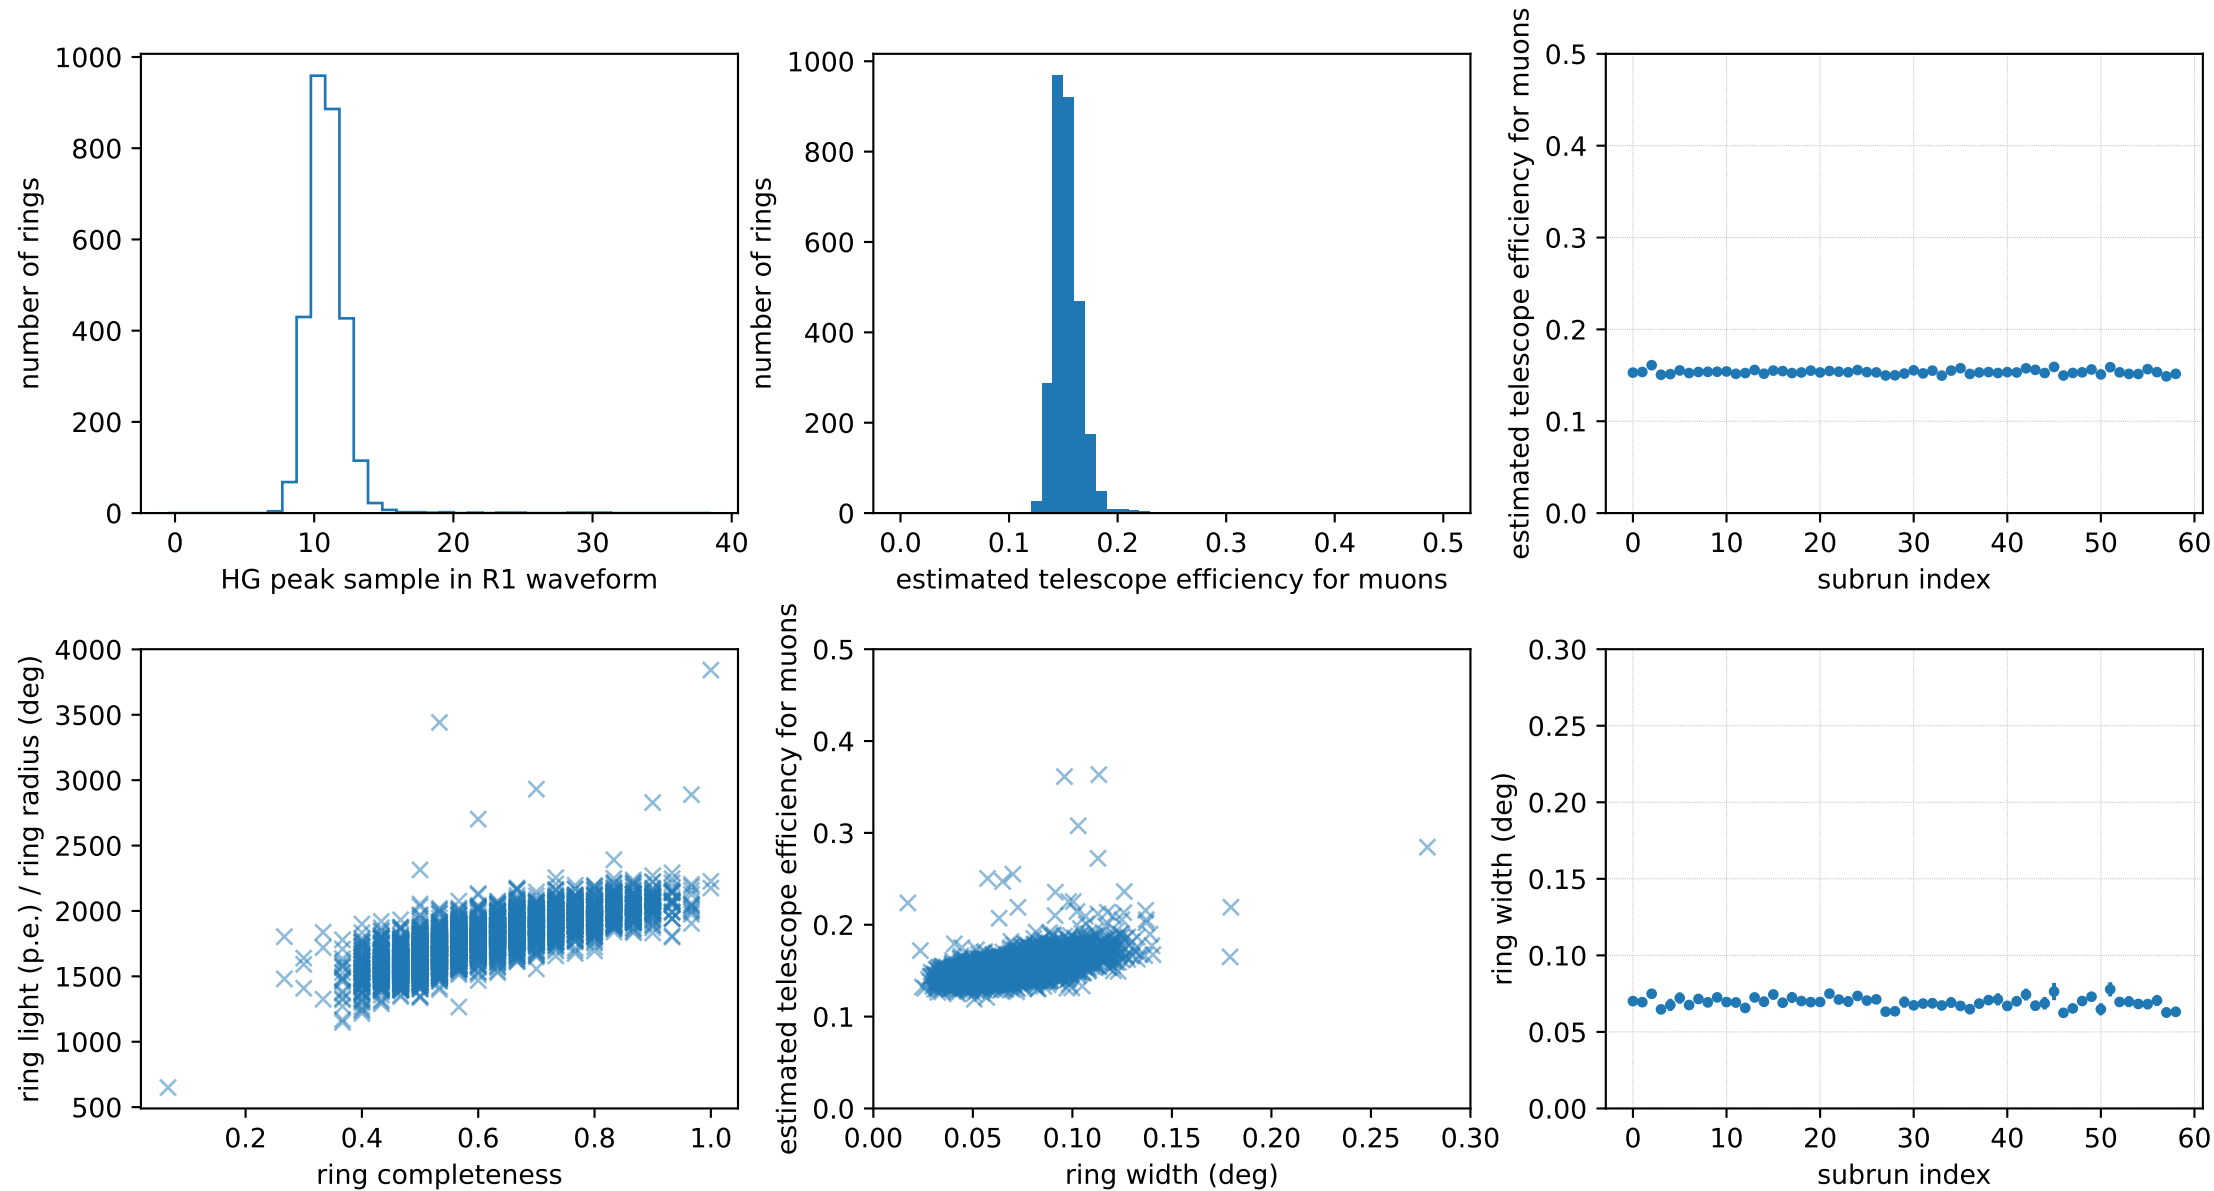 number of rings
1000
800
600
400
200
0
0 10 20 30 40
HG peak sample in R1 waveform
number of rings
1000
800
600
400
200
0
0.0 0.1 0.2 0.3 0.4 0.5
estimated telescope efficiency for muons
estimated telescope efficiency for muons
0.5
0.4
0.3
0.2
0.1
0.0
0 10 20 30 40 50 60
subrun index
ring light (p.e.) / ring radius (deg)
4000
3500
3000
2500
2000
1500
1000
500
0.2 0.4 0.6 0.8 1.0
ring completeness
estimated telescope efficiency for muons
0.5
0.4
0.3
0.2
0.1
0.0
0.00 0.05 0.10 0.15 0.20 0.25 0.30
ring width (deg)
ring width (deg)
0.30
0.25
0.20
0.15
0.10
0.05
0.00
0 10 20 30 40 50 60
subrun index